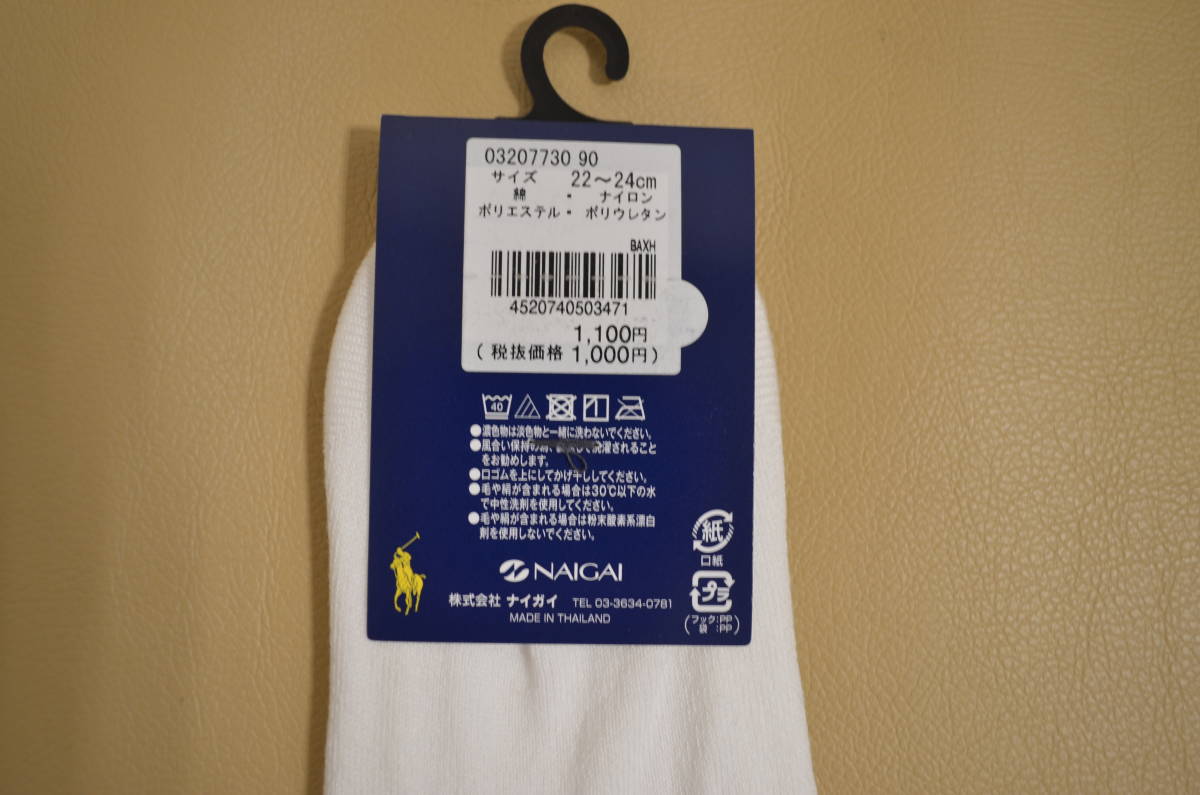 03207730 90
サイズ 22～24cm
綿 ・ ナイロン
ポリエステル・ ポリウレタン
BAXH
4520740503471
1,100円
(税抜価格 1,000円)
40
●濃色物は淡色物と一緒に洗わないでください。
●風合い保持の為、 洗濯されること
をお勧めします。
●口ゴムを上にしてかげ干ししてください。
●毛や絹が含まれる場合は30℃以下の水
で中性洗剤を使用してください。
●毛や絹が含まれる場合は粉末酸素系漂白
剤を使用しないでください。
紙
口紙
NAIGAI
プラ
株式会社 ナイガイ TEL 03-3634-0781
MADE IN THAILAND
(フック:PP
袋 :PP)